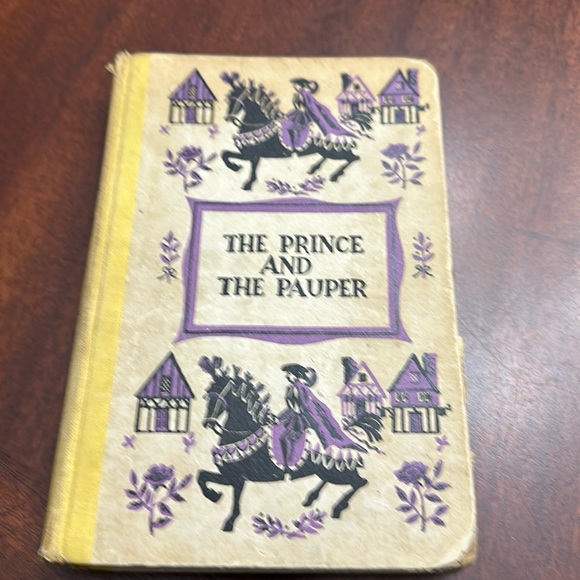 THE PRINCE
AND
THE PAUPER